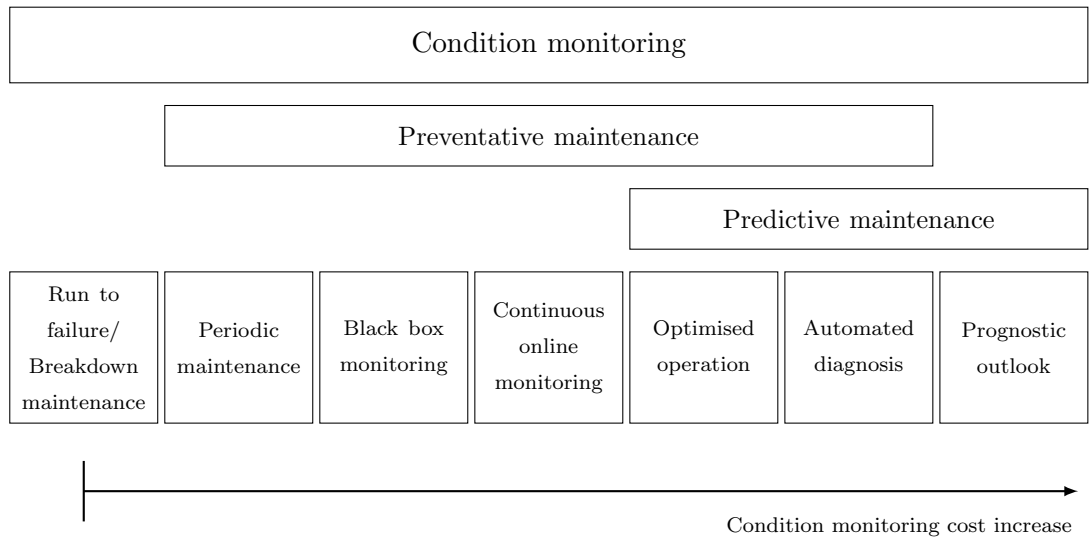 Condition monitoring
Preventative maintenance
Predictive maintenance
Run to
failure/
Breakdown
maintenance
Periodic
maintenance
Black box
monitoring
Continuous
online
monitoring
Optimised
operation
Automated
diagnosis
Prognostic
outlook
Condition monitoring cost increase